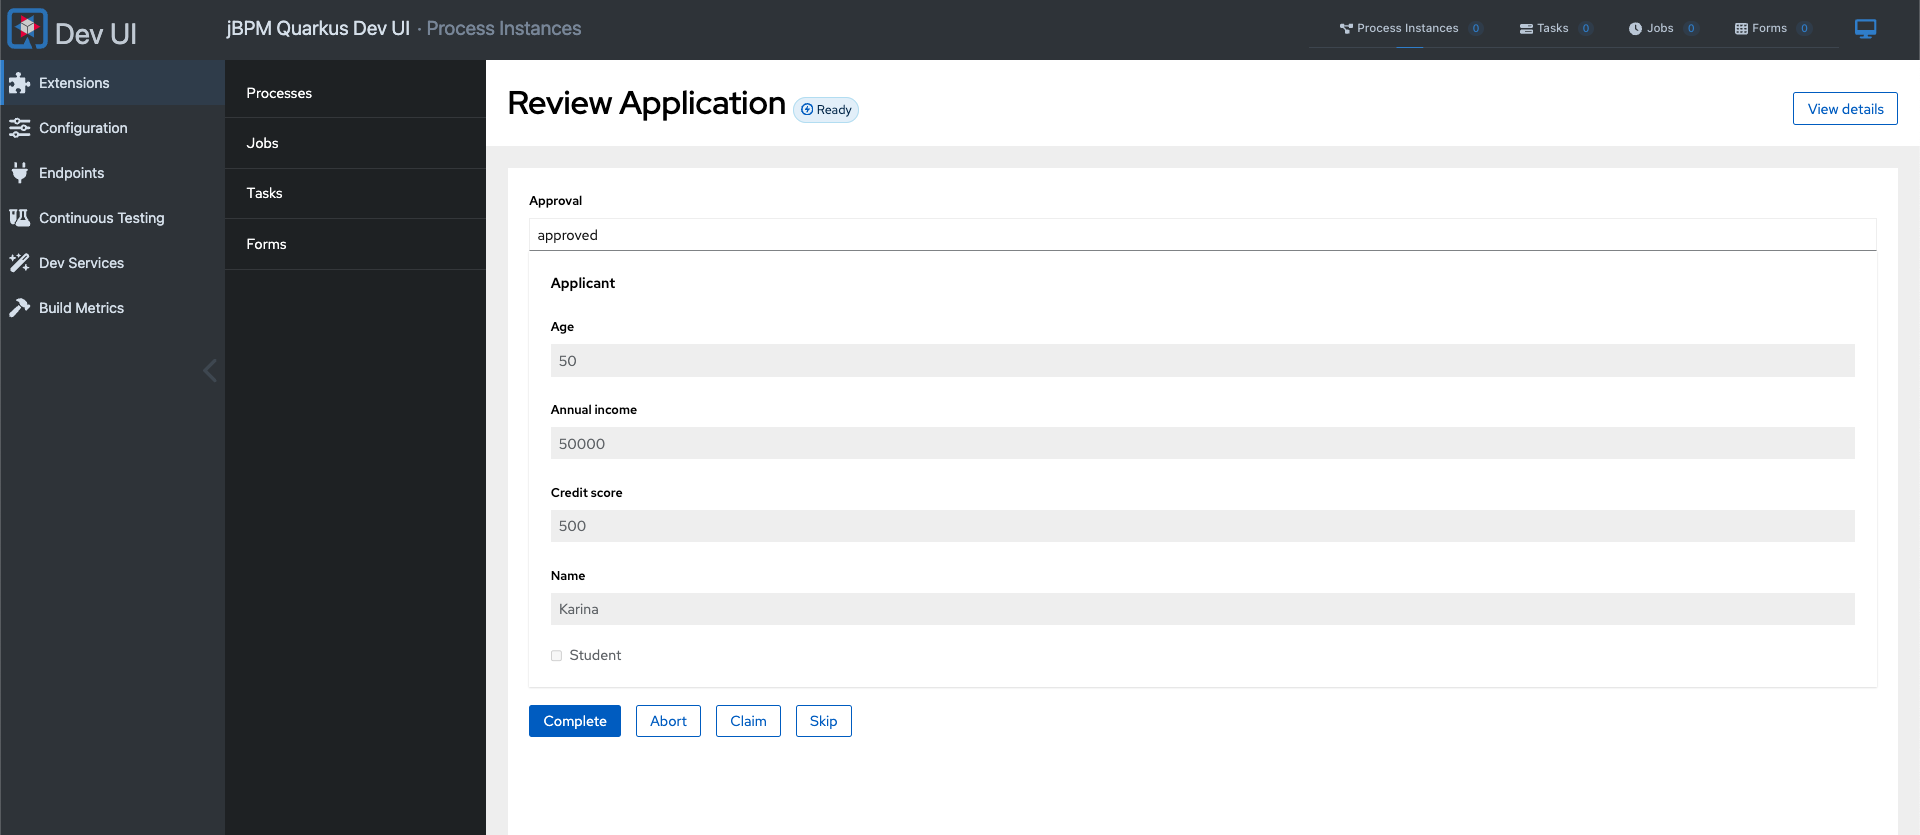 Dev UI
jBPM Quarkus Dev UI · Process Instances
Process Instances 0
Tasks 0
Jobs 0
Forms 0
Extensions
Configuration
Endpoints
Continuous Testing
Dev Services
Build Metrics
Processes
Jobs
Tasks
Forms
Review Application
Ready
View details
Approval
approved
Applicant
Age
50
Annual income
50000
Credit score
500
Name
Karina
Student
Complete Abort Claim Skip